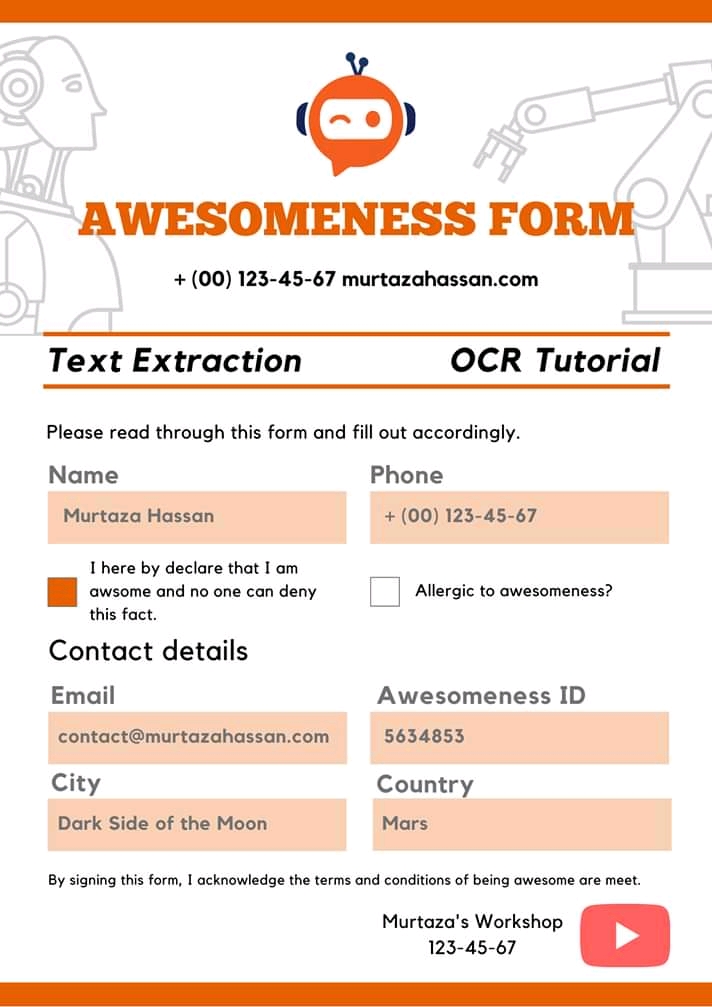 AWESOMENESS FORM
+ (00) 123-45-67 murtazahassan.com
Text Extraction OCR Tutorial
Please read through this form and fill out accordingly.
Name Phone
Murtaza Hassan + (00) 123-45-67
I here by declare that I am
awsome and no one can deny
this fact.
Allergic to awesomeness?
Contact details
Email Awesomeness ID
contact@murtazahassan.com 5634853
City Country
Dark Side of the Moon Mars
By signing this form, I acknowledge the terms and conditions of being awesome are meet.
Murtaza's Workshop
123-45-67